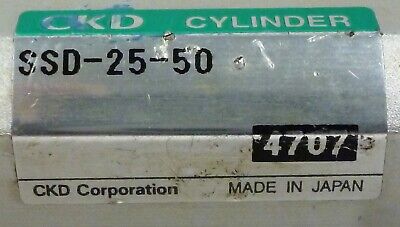 CKD CYLINDER
SSD-25-50
4707
CKD Corporation MADE IN JAPAN